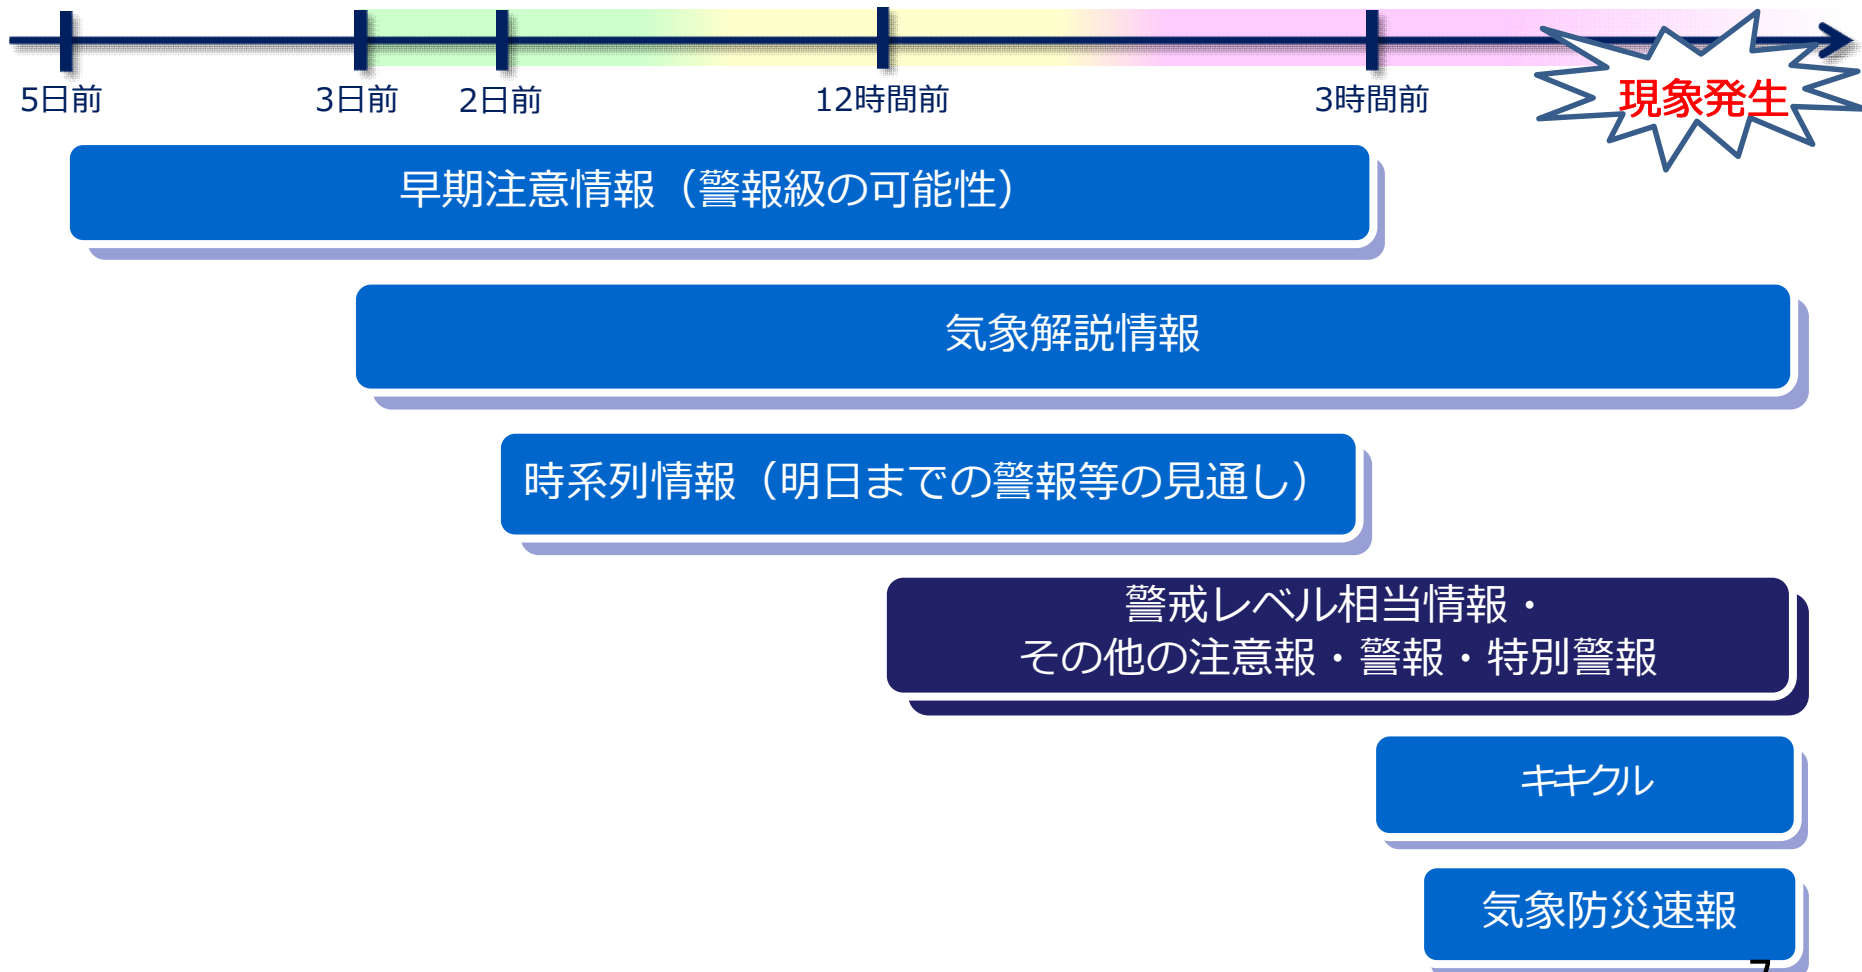 5日前
3日前
2日前
12時間前
3時間前
現象発生
早期注意情報（警報級の可能性）
気象解説情報
時系列情報（明日までの警報等の見通し）
警戒レベル相当情報・
その他の注意報・警報・特別警報
キキクル
気象防災速報
7